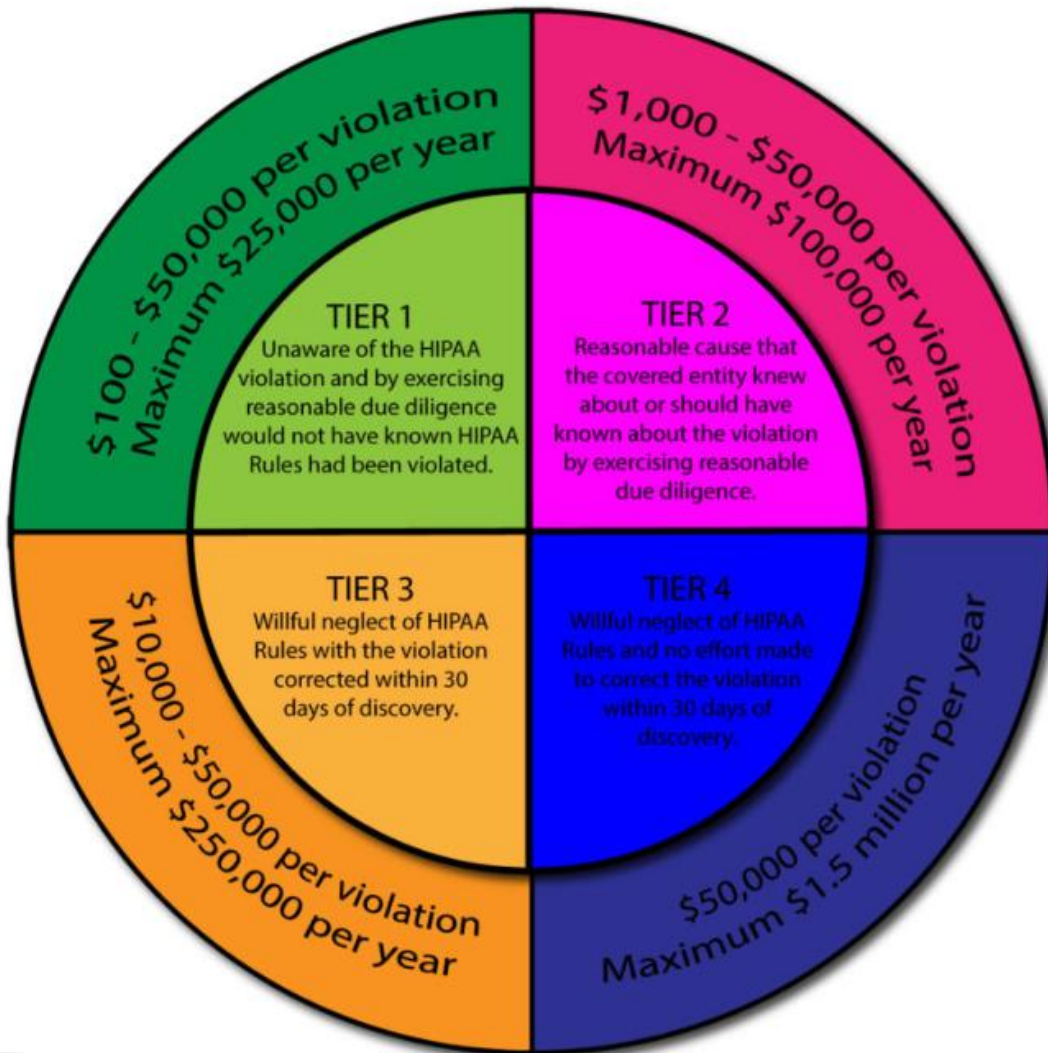 $100 - $50,000 per violation
Maximum $25,000 per year
$1,000 - $50,000 per violation
Maximum $100,000 per year
TIER 1
Unaware of the HIPAA
violation and by exercising
reasonable due diligence
would not have known HIPAA
Rules had been violated.
TIER 2
Reasonable cause that
the covered entity knew
about or should have
known about the violation
by exercising reasonable
due diligence.
TIER 3
Willful neglect of HIPAA
Rules with the violation
corrected within 30
days of discovery.
TIER 4
Willful neglect of HIPAA
Rules and no effort made
to correct the violation
within 30 days of
discovery.
$10,000 - $50,000 per violation
Maximum $250,000 per year
$50,000 per violation
Maximum $1.5 million per year